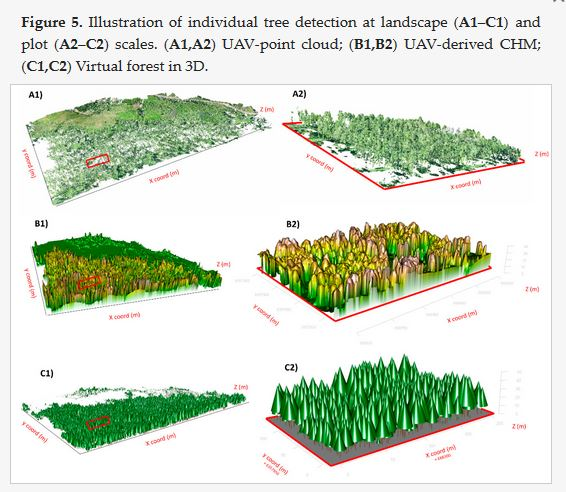 Figure 5. Illustration of individual tree detection at landscape (A1–C1) and
plot (A2–C2) scales. (A1,A2) UAV-point cloud; (B1,B2) UAV-derived CHM;
(C1,C2) Virtual forest in 3D.
A1)
A2)
Z (m)
Z (m)
Y coord (m)
X coord (m)
Y coord (m)
X coord (m)
B1)
B2)
Z (m)
Z (m)
Y coord (m)
X coord (m)
Y coord (m)
X coord (m)
C1)
C2)
Z (m)
Z (m)
Y coord (m)
X coord (m)
Y coord (m)
X coord (m)